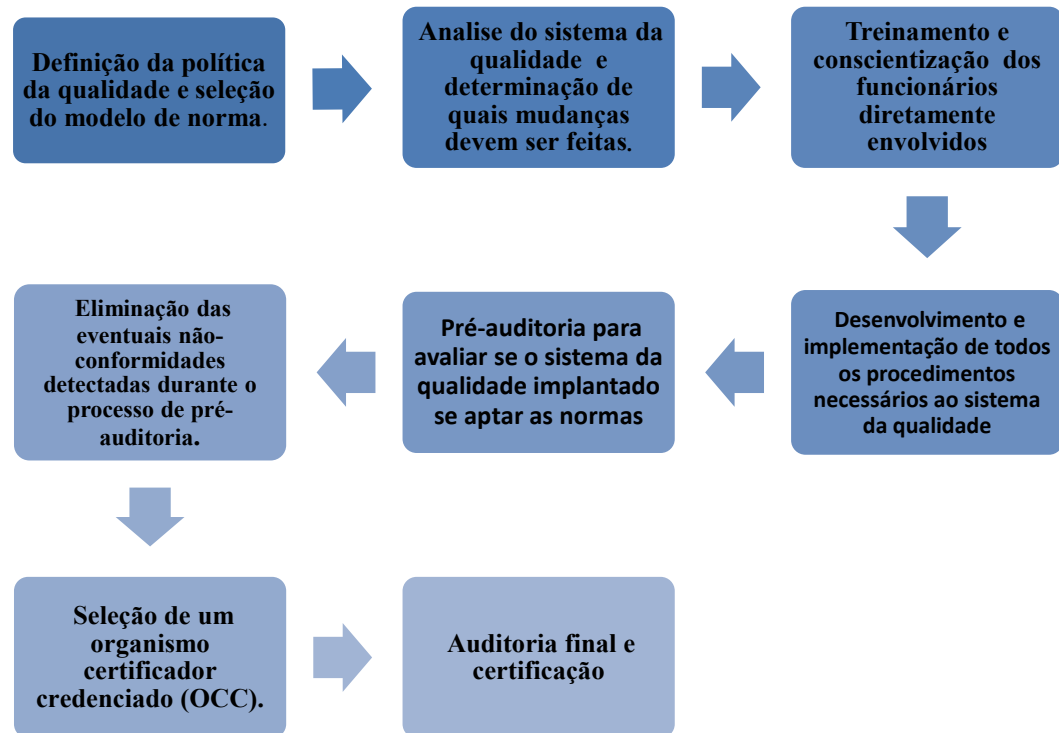 Definição da política
da qualidade e seleção
do modelo de norma.
Analise do sistema da
qualidade e
determinação de
quais mudanças
devem ser feitas.
Treinamento e
conscientização dos
funcionários
diretamente
envolvidos
Desenvolvimento e
implementação de todos
os procedimentos
necessários ao sistema
da qualidade
Pré-auditoria para
avaliar se o sistema da
qualidade implantado
se aptar as normas
Eliminação das
eventuais não-
conformidades
detectadas durante o
processo de pré-
auditoria.
Seleção de um
organismo
certificador
credenciado (OCC).
Auditoria final e
certificação